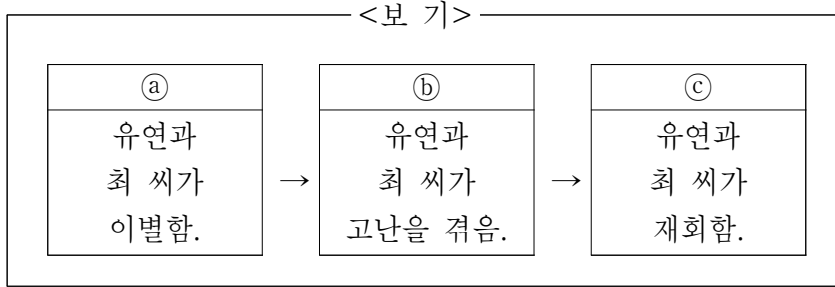 <보 기>
ⓐ ⓑ ⓒ
유연과 유연과 유연과
최 씨가 → 최 씨가 → 최 씨가
이별함. 고난을 겪음. 재회함.